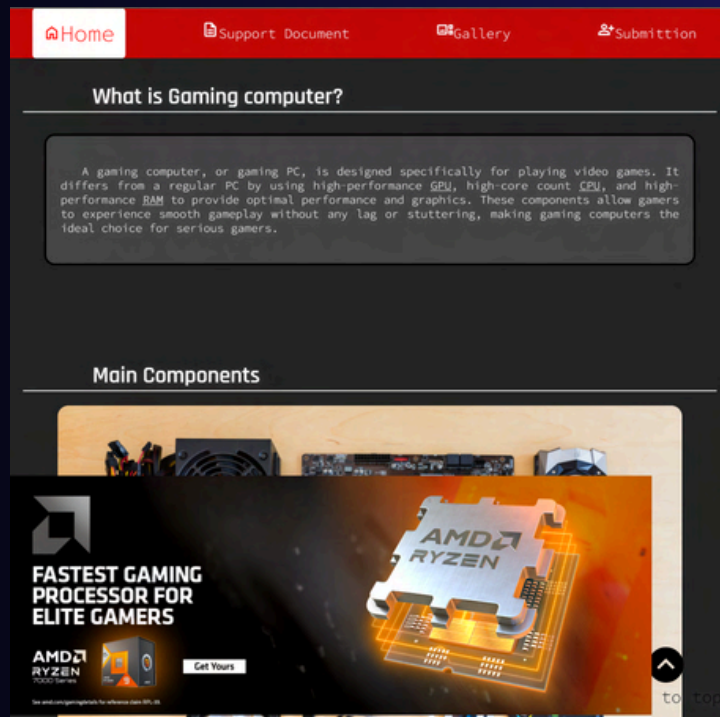 Home
Support Document
Gallery
Submittion
What is Gaming computer?
A gaming computer, or gaming PC, is designed specifically for playing video games. It
differs from a regular PC by using high-performance GPU, high-core count CPU, and high-
performance RAM to provide optimal performance and graphics. These components allow gamers
to experience smooth gameplay without any lag or stuttering, making gaming computers the
ideal choice for serious gamers.
Main Components
FASTEST GAMING
PROCESSOR FOR
ELITE GAMERS
AMD
RYZEN
7000 Series
Get Yours
AMD
RYZEN
to top